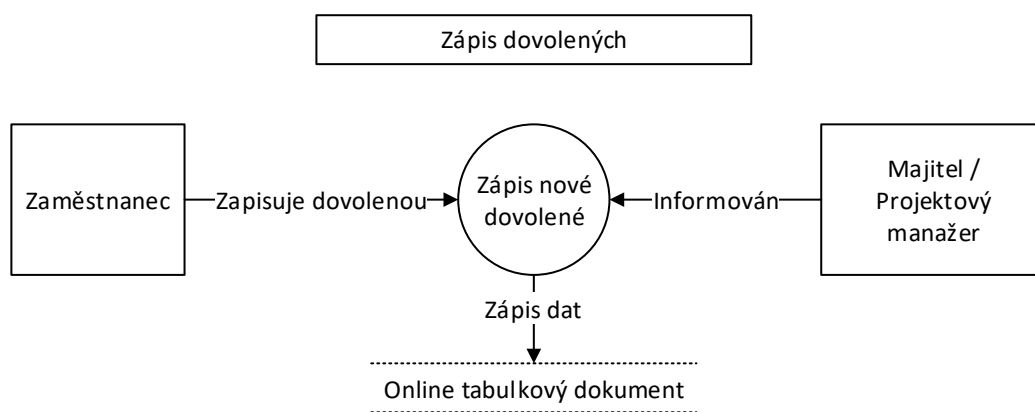 Zápis dovolených
Zaměstnanec
Zapisuje dovolenou
Zápis nové
dovolené
Informován
Majitel /
Projektový
manažer
Zápis dat
Online tabulkový dokument